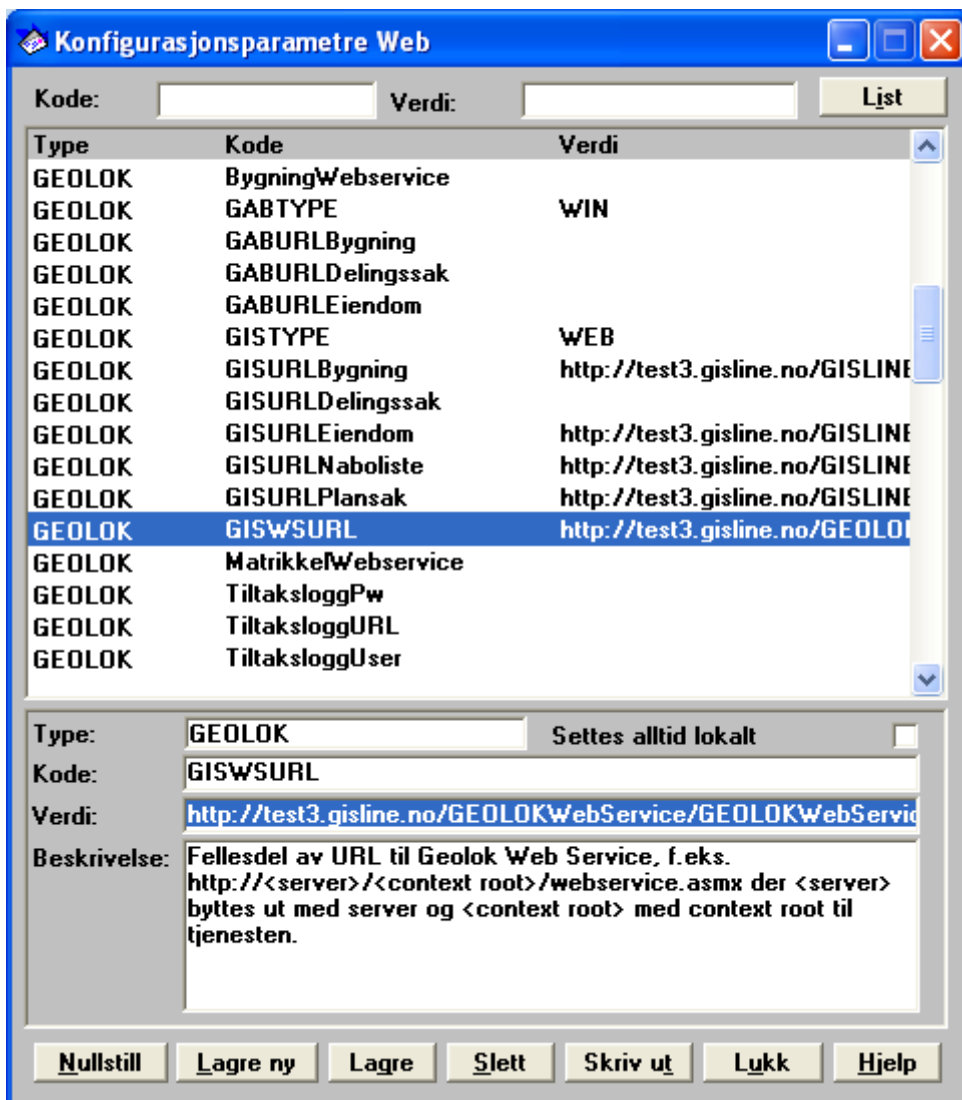 Konfigurasjonsparametre Web
Kode: Verdi: List
Type Kode Verdi
GEOLOK BygningWebservice
GEOLOK GABTYPE WIN
GEOLOK GABURLBygning
GEOLOK GABURLDelingssak
GEOLOK GABURLEiendom
GEOLOK GISTYPE WEB
GEOLOK GISURLBygning http://test3.gisline.no/GISLINE
GEOLOK GISURLDelingssak
GEOLOK GISURLEiendom http://test3.gisline.no/GISLINE
GEOLOK GISURLNaboliste http://test3.gisline.no/GISLINE
GEOLOK GISURLPlansak http://test3.gisline.no/GISLINE
GEOLOK GISWSURL http://test3.gisline.no/GEOLOK
GEOLOK MatrikkelWebservice
GEOLOK TiltaksloggPw
GEOLOK TiltaksloggURL
GEOLOK TiltaksloggUser
Type: GEOLOK Settes alltid lokalt
Kode: GISWSURL
Verdi: http://test3.gisline.no/GEOLOKWebService/GEOLOKWebServic
Beskrivelse: Fellesdel av URL til Geolok Web Service, f.eks.
http://<server>/<context root>/webservice.asmx der <server>
byttes ut med server og <context root> med context root til
tjenesten.
Nullstill Lagre ny Lagre Slett Skriv ut Lukk Hjelp